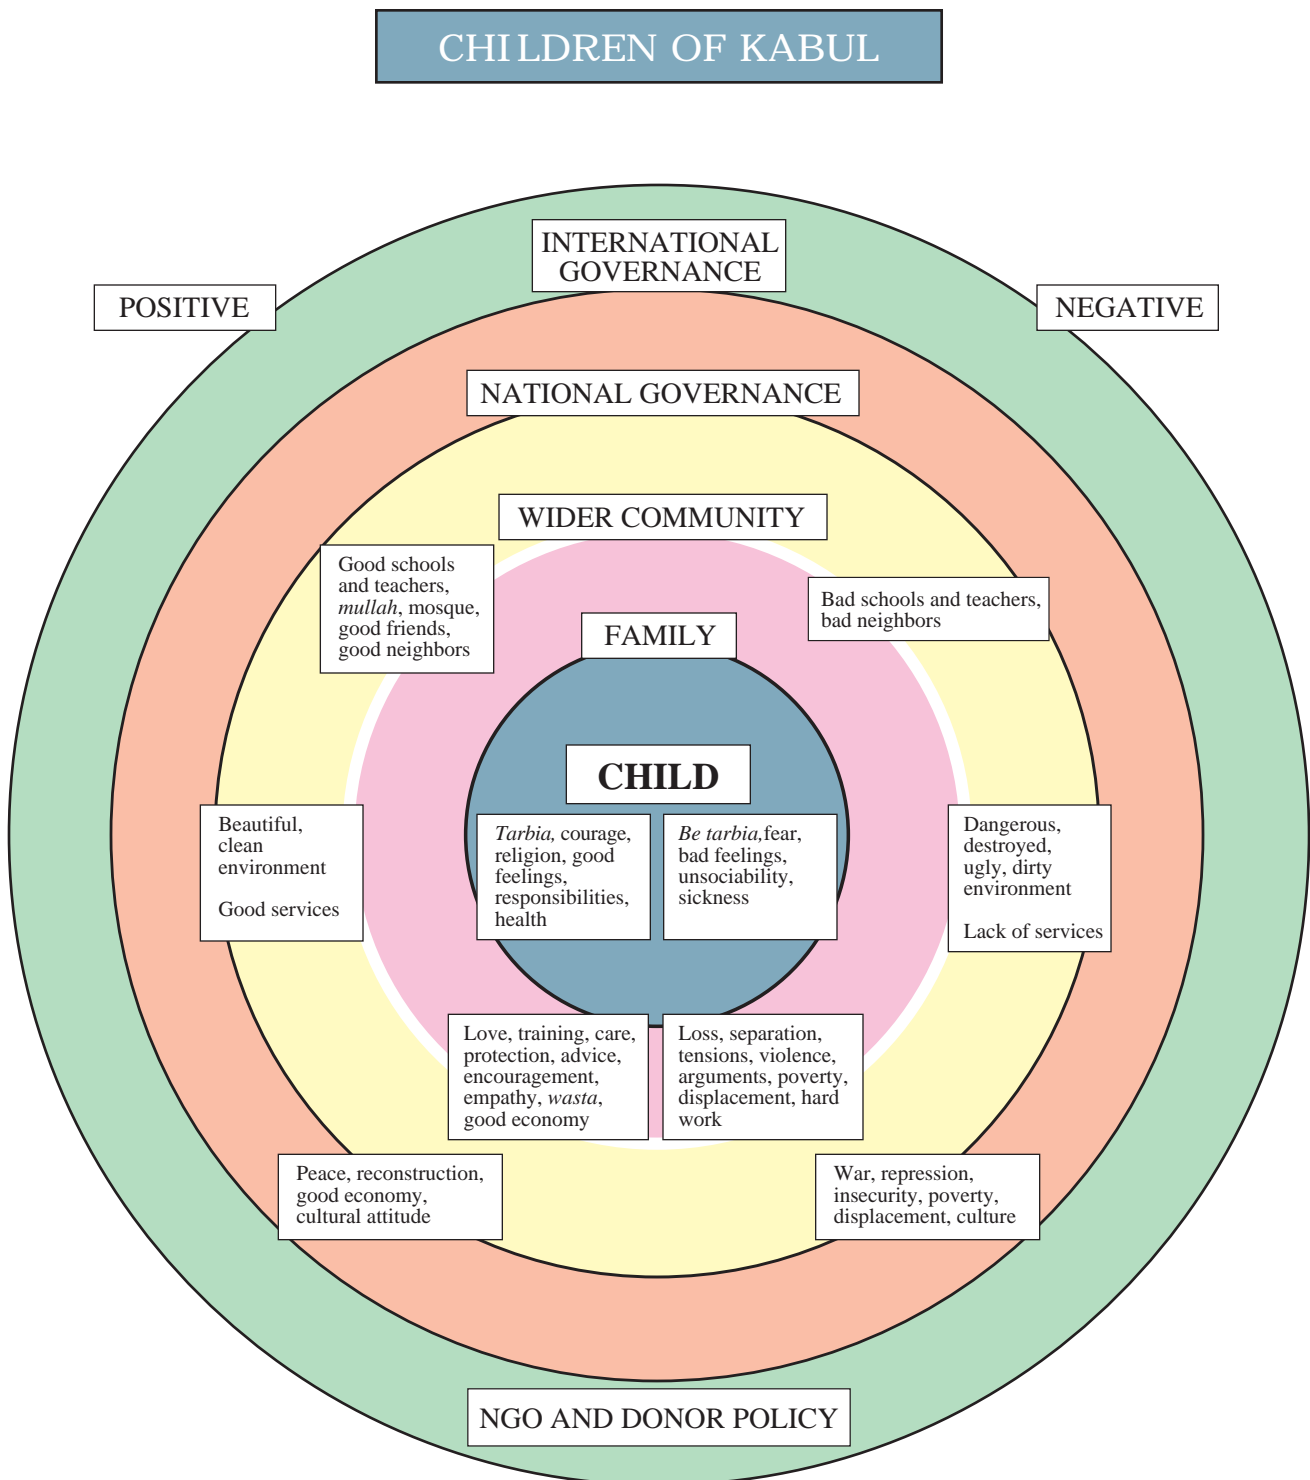 CHILDREN OF KABUL
INTERNATIONAL
GOVERNANCE
POSITIVE
NEGATIVE
NATIONAL GOVERNANCE
WIDER COMMUNITY
Good schools
and teachers,
mullah, mosque,
good friends,
good neighbors
Bad schools and teachers,
bad neighbors
FAMILY
CHILD
Tarbia, courage,
religion, good
feelings,
responsibilities,
health
Be tarbia,fear,
bad feelings,
unsociability,
sickness
Beautiful,
clean
environment
Good services
Dangerous,
destroyed,
ugly, dirty
environment
Lack of services
Love, training, care,
protection, advice,
encouragement,
empathy, wasta,
good economy
Loss, separation,
tensions, violence,
arguments, poverty,
displacement, hard
work
Peace, reconstruction,
good economy,
cultural attitude
War, repression,
insecurity, poverty,
displacement, culture
NGO AND DONOR POLICY